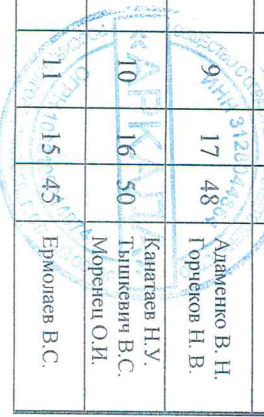 9 17 48 Адаменко В. Н.
Горчеков Н. В.
10 16 50 Канатаев Н.У.
Тышкевич В.С.
Моренец О.И.
11 15 45 Ермолаев В.С.